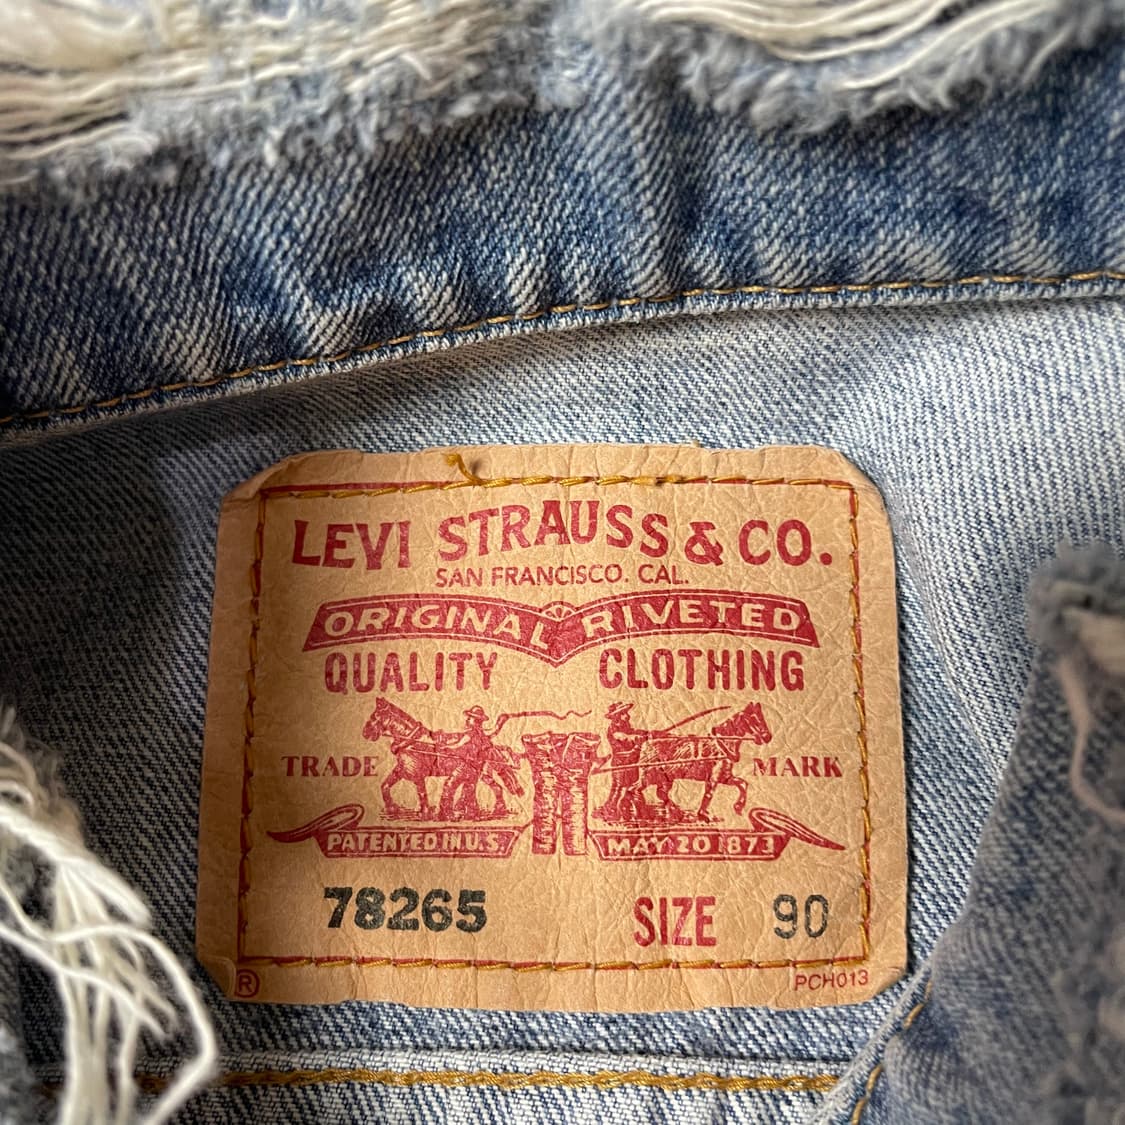 LEVI STRAUSS & CO.
SAN FRANCISCO. CAL.
ORIGINAL RIVETED
QUALITY CLOTHING
TRADE MARK
PATENTED IN U.S. MAY 20 1873
78265 SIZE 90
® PCH013